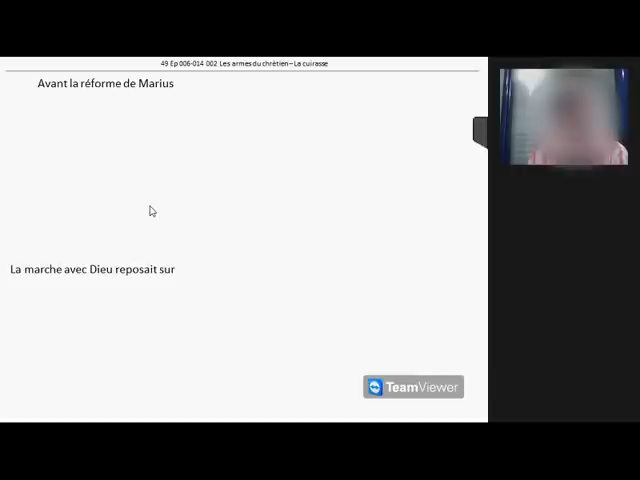 49 Ep 006-014 D02 Les armes du chrétien – La cuirasse
Avant la réforme de Marius
La marche avec Dieu reposait sur
TeamViewer